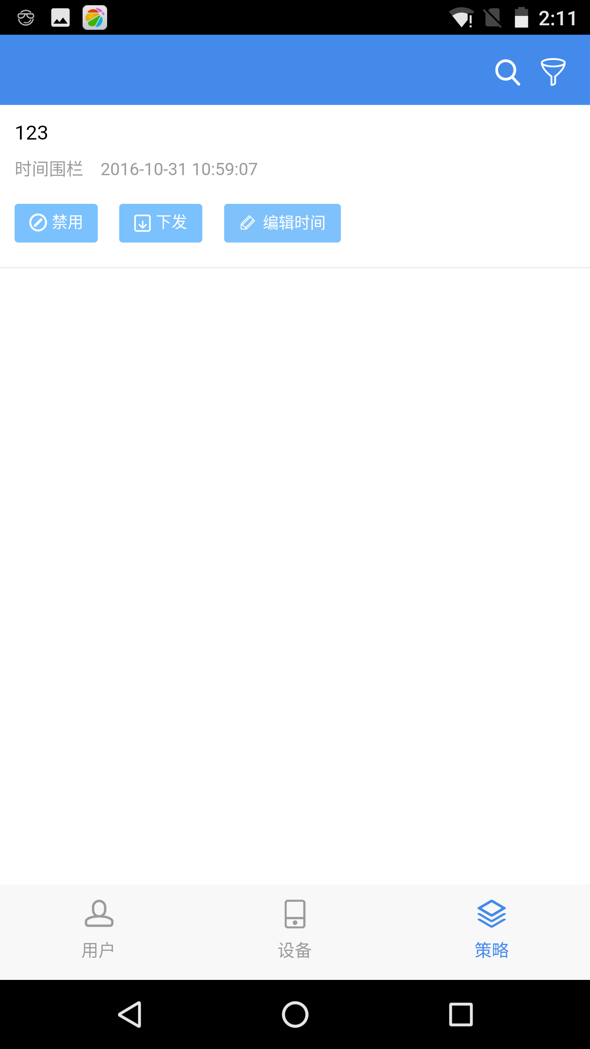 2:11
123
时间围栏 2016-10-31 10:59:07
禁用 下发 编辑时间
用户 设备 策略